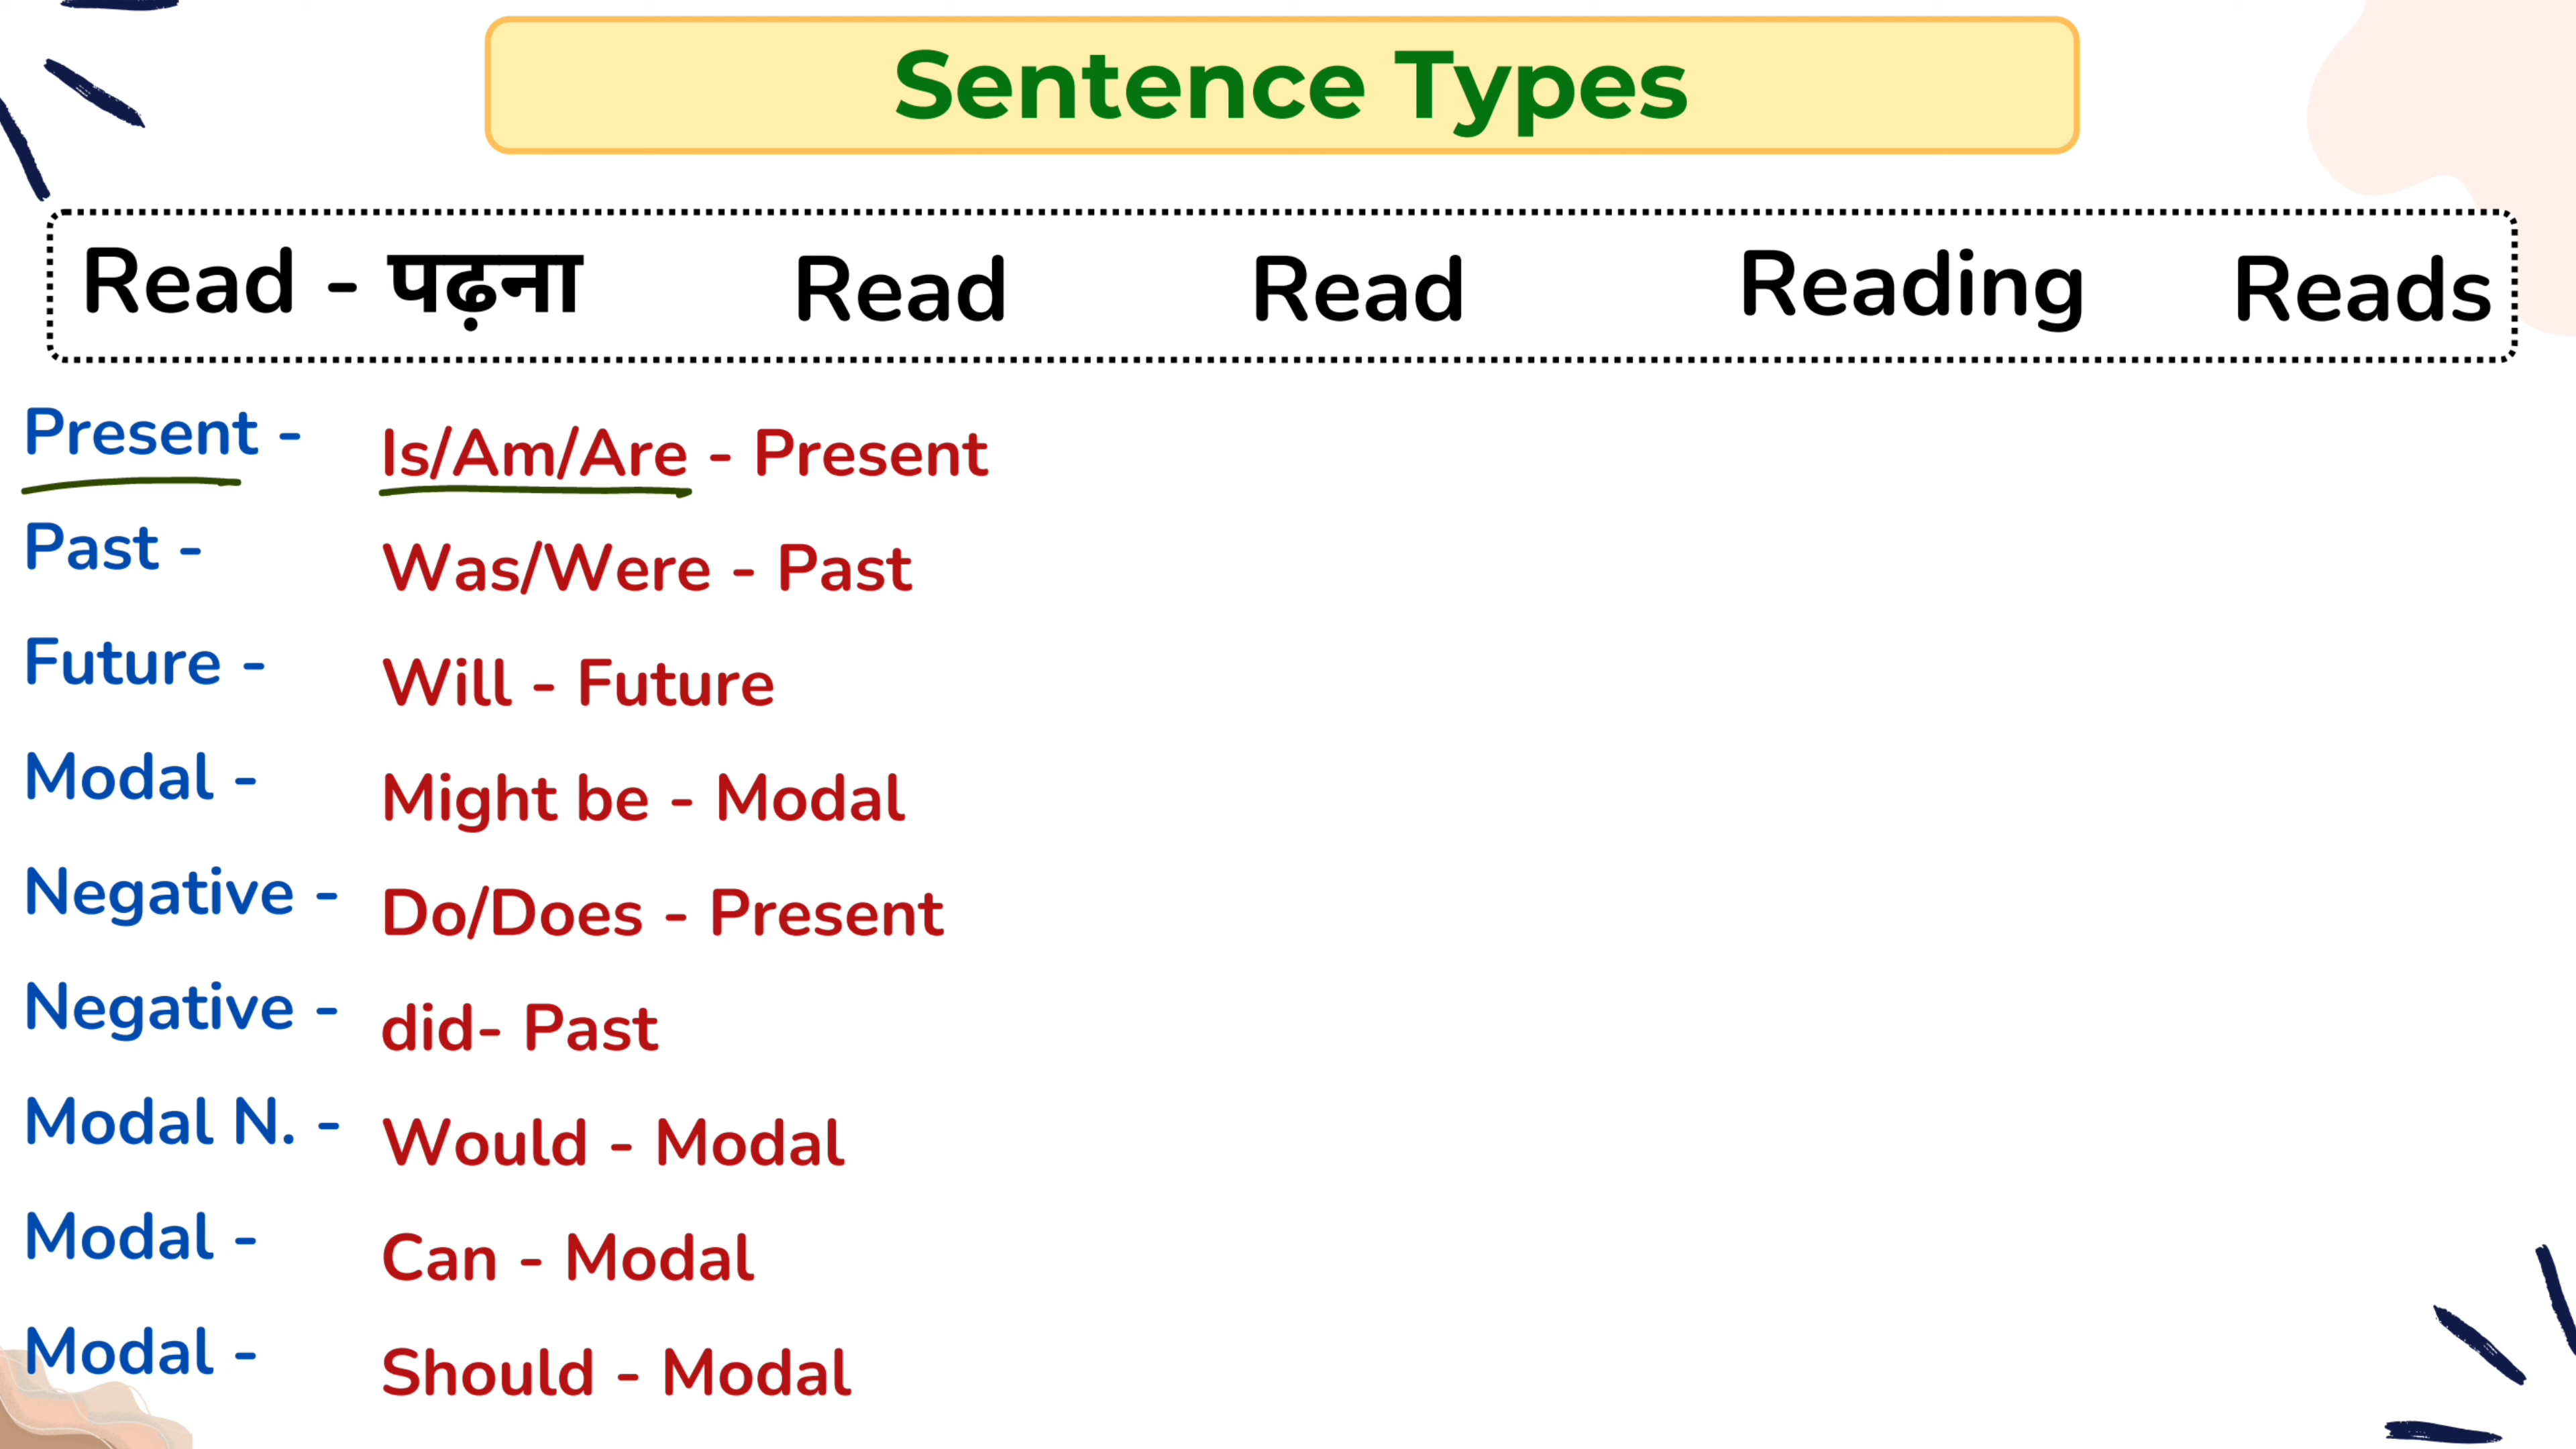 Sentence Types
Read - पढ़ना Read Read Reading Reads
Present - Is/Am/Are - Present
Past - Was/Were - Past
Future - Will - Future
Modal - Might be - Modal
Negative - Do/Does - Present
Negative - did- Past
Modal N. - Would - Modal
Modal - Can - Modal
Modal - Should - Modal